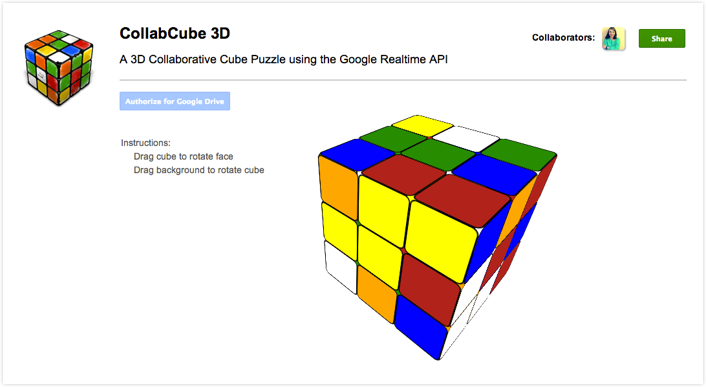 CollabCube 3D
Collaborators:
Share
A 3D Collaborative Cube Puzzle using the Google Realtime API
Authorize for Google Drive
Instructions:
Drag cube to rotate face
Drag background to rotate cube